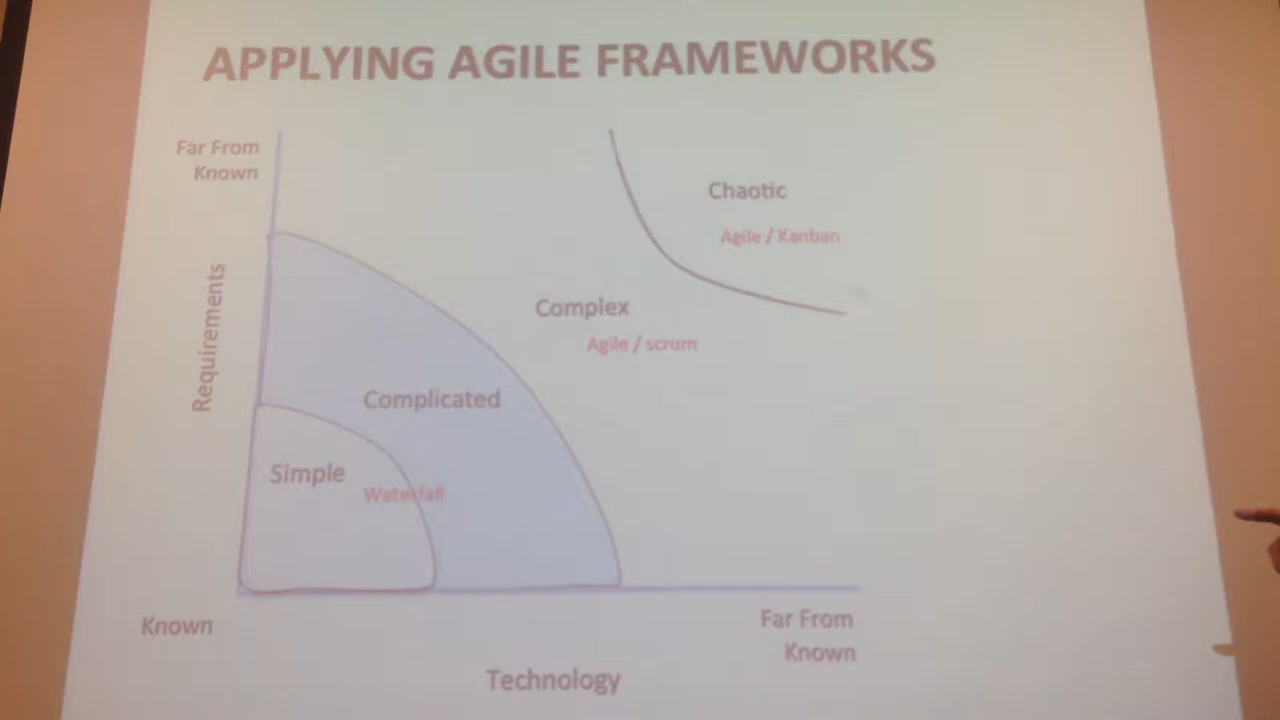 APPLYING AGILE FRAMEWORKS
Far From
Known
Chaotic
Agile / Kanban
Requirements
Complex
Agile / scrum
Complicated
Simple
Waterfall
Known
Far From
Known
Technology